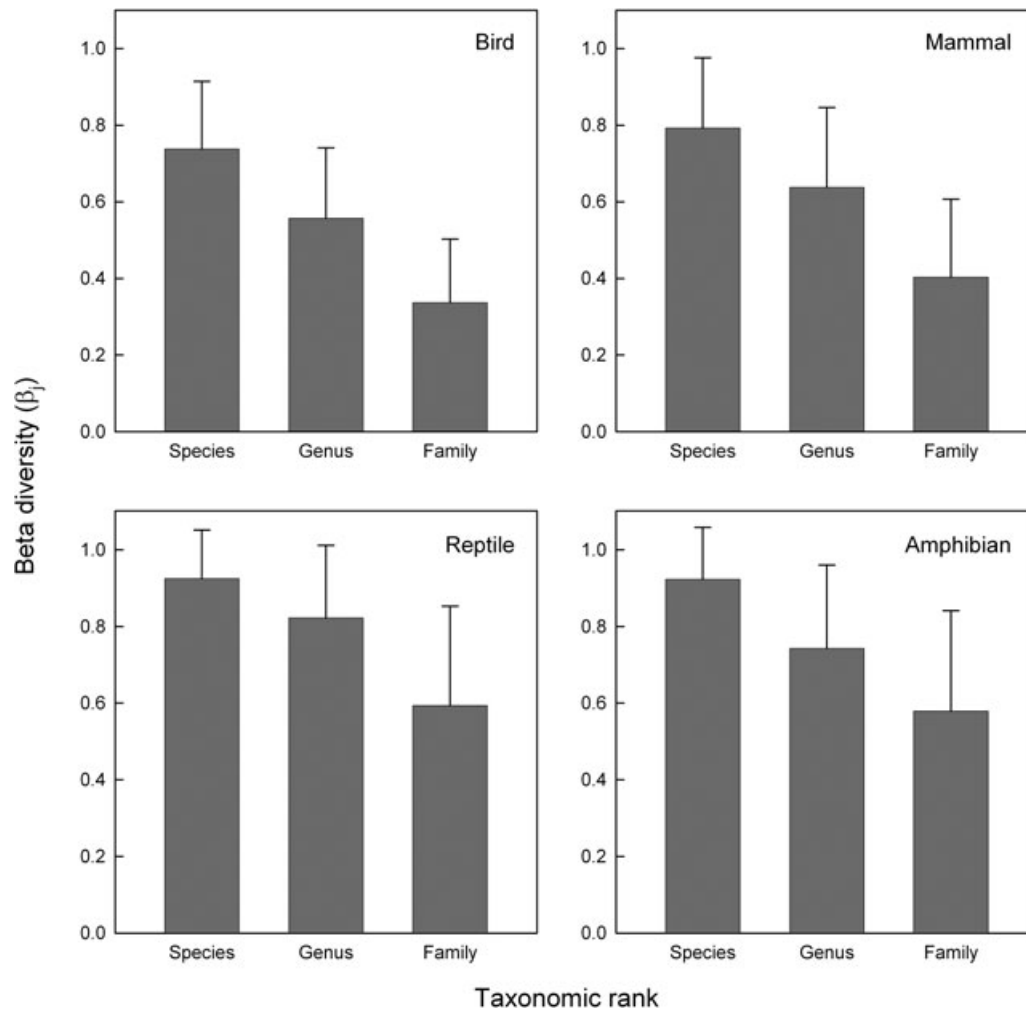 Bird
1.0
0.8
0.6
0.4
0.2
0.0
Species Genus Family
Mammal
1.0
0.8
0.6
0.4
0.2
0.0
Species Genus Family
Beta diversity (βj)
Reptile
1.0
0.8
0.6
0.4
0.2
0.0
Species Genus Family
Amphibian
1.0
0.8
0.6
0.4
0.2
0.0
Species Genus Family
Taxonomic rank